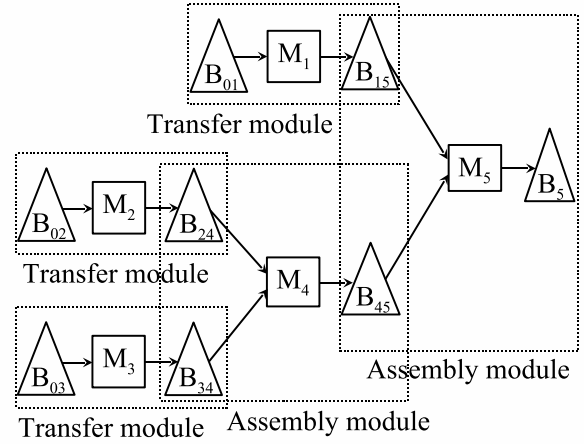 B01 M1 B15
Transfer module
M5 B5
B02 M2 B24
Transfer module
M4 B45
B03 M3 B34
Assembly module
Transfer module
Assembly module